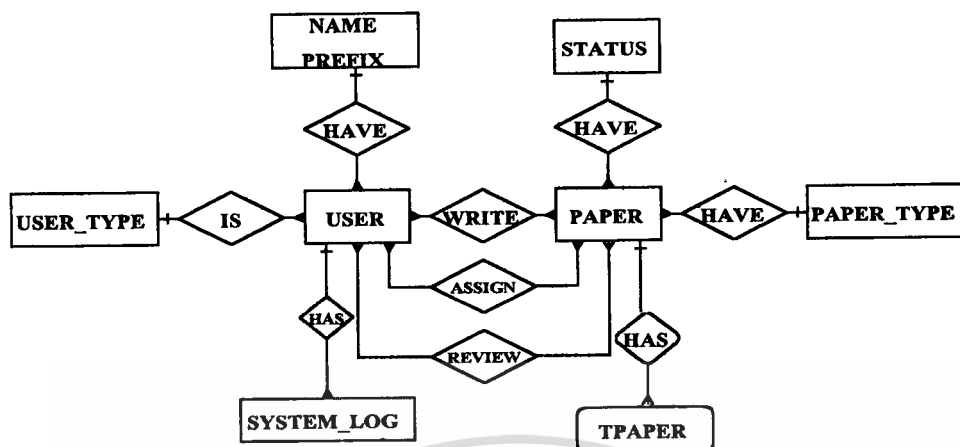 NAME
PREFIX
STATUS
HAVE
HAVE
USER_TYPE
IS
USER
WRITE
PAPER
HAVE
PAPER_TYPE
ASSIGN
HAS
REVIEW
HAS
SYSTEM_LOG
TPAPER